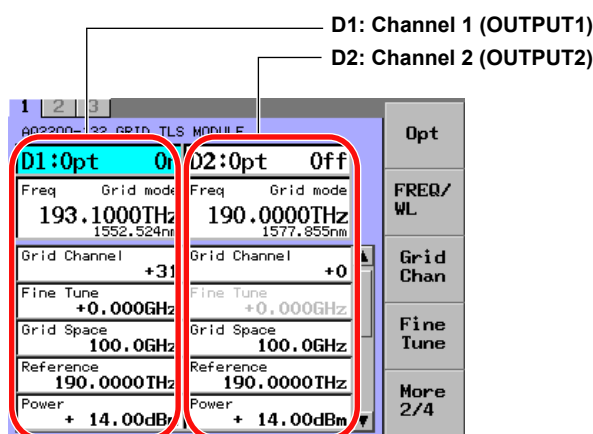 D1: Channel 1 (OUTPUT1)
D2: Channel 2 (OUTPUT2)
1 2 3
GRID TLS MODULE
D1:Opt On D2:Opt Off
Freq Grid mode Freq Grid mode
193.1000THz 190.0000THz
1552.524nm 1577.855nm
Grid Channel Grid Channel
+31 +0
Fine Tune Fine Tune
+0.000GHz +0.000GHz
Grid Space Grid Space
100.0GHz 100.0GHz
Reference Reference
190.0000THz 190.0000THz
Power Power
+ 14.00dBm + 14.00dBm
Opt
FREQ/
WL
Grid
Chan
Fine
Tune
More
2/4